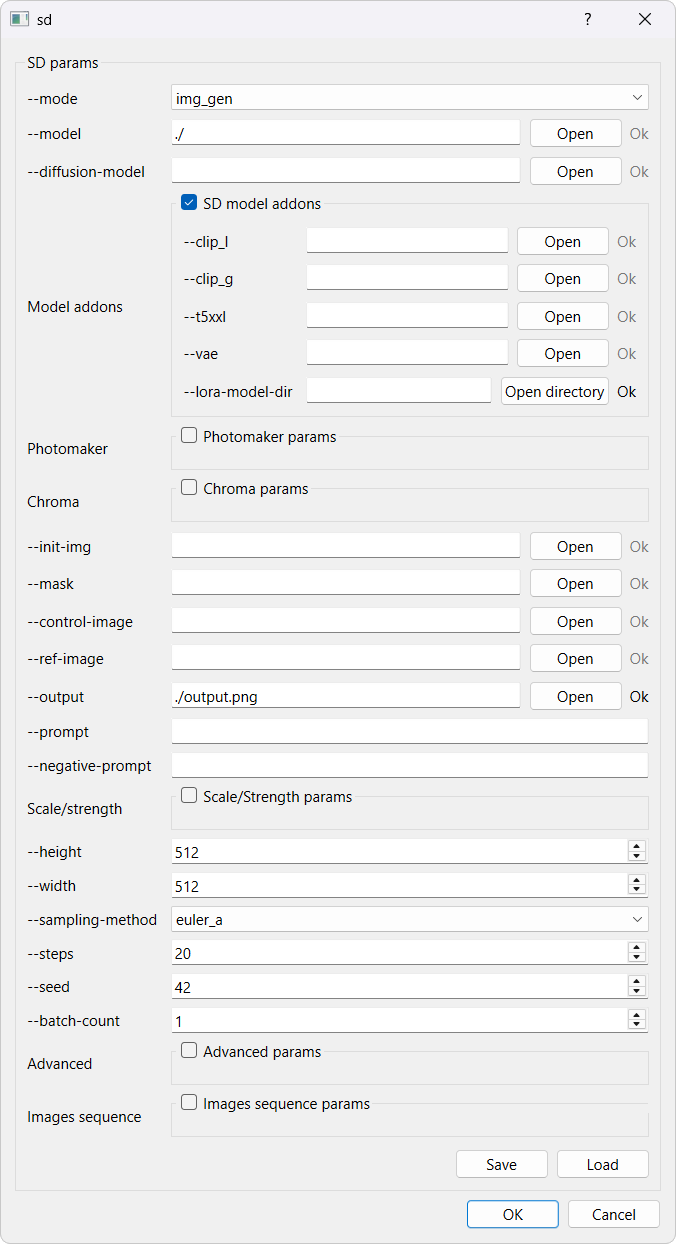 sd ?
SD params
--mode img_gen
--model ./ Open Ok
--diffusion-model Open Ok
SD model addons
--clip_l Open Ok
--clip_g Open Ok
Model addons
--t5xxl Open Ok
--vae Open Ok
--lora-model-dir Open directory Ok
Photomaker params
Photomaker
Chroma params
Chroma
--init-img Open Ok
--mask Open Ok
--control-image Open Ok
--ref-image Open Ok
--output ./output.png Open Ok
--prompt
--negative-prompt
Scale/Strength params
Scale/strength
--height 512
--width 512
--sampling-method euler_a
--steps 20
--seed 42
--batch-count 1
Advanced params
Advanced
Images sequence params
Images sequence
Save Load
OK Cancel